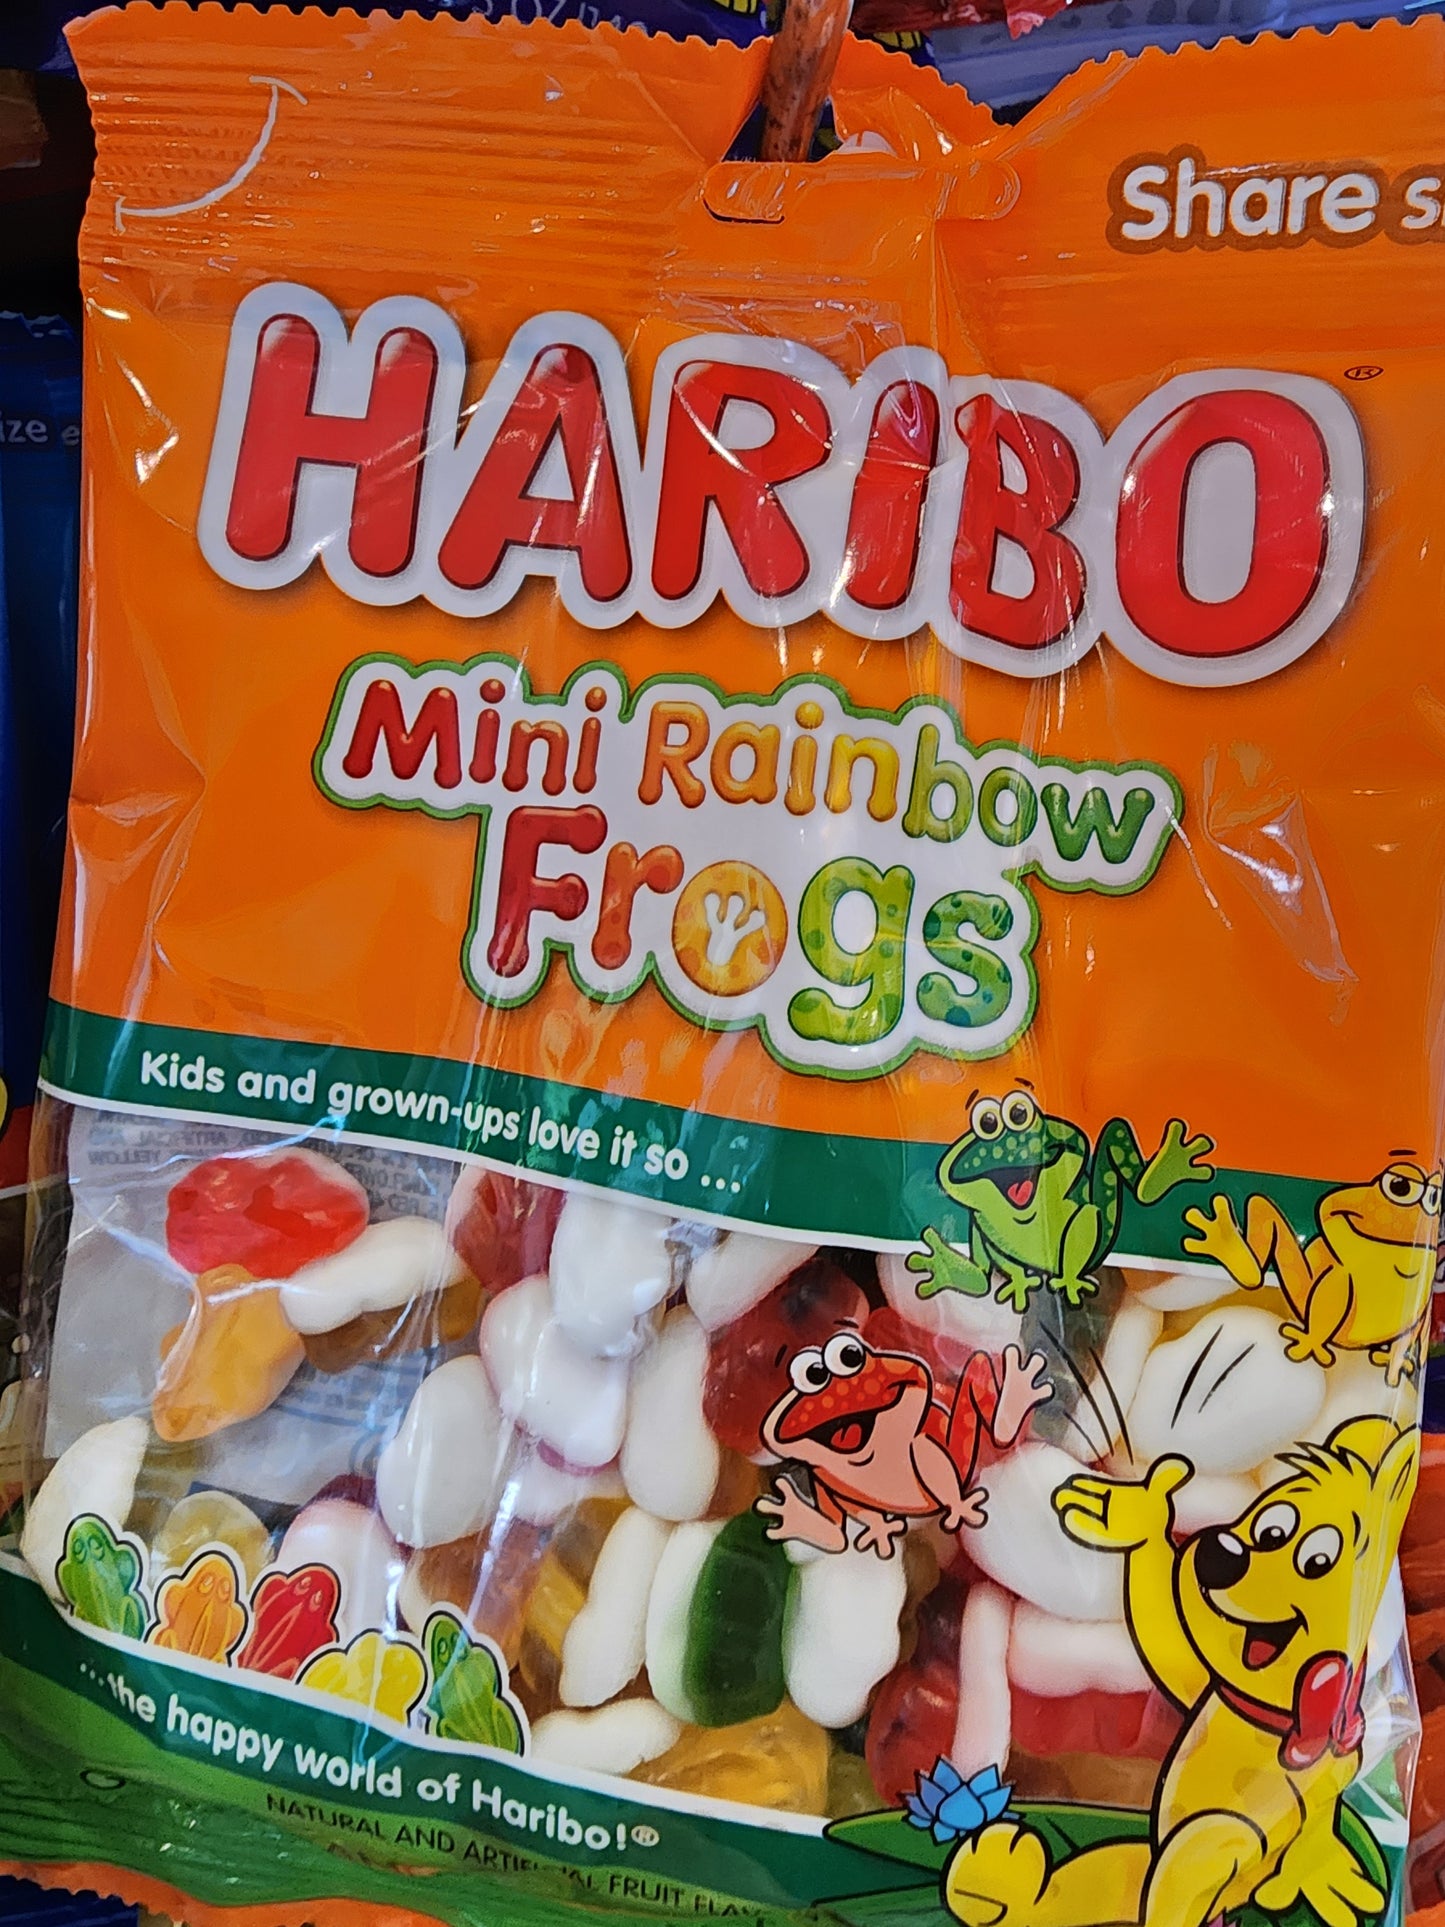 Share
HARIBO®
Mini Rainbow
Frogs
Kids and grown-ups love it so ...
...the happy world of Haribo!®
NATURAL AND ARTIFICIAL FRUIT